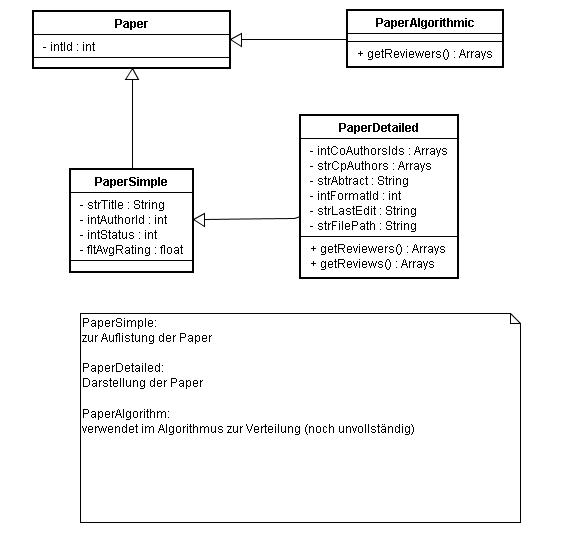 Paper
- intId : int
PaperAlgorithmic
+ getReviewers() : Arrays
PaperDetailed
- intCoAuthorsIds : Arrays
- strCpAuthors : Arrays
- strAbtract : String
- intFormatId : int
- strLastEdit : String
- strFilePath : String
+ getReviewers() : Arrays
+ getReviews() : Arrays
PaperSimple
- strTitle : String
- intAuthorId : int
- intStatus : int
- fltAvgRating : float
PaperSimple:
zur Auflistung der Paper
PaperDetailed:
Darstellung der Paper
PaperAlgorithm:
verwendet im Algorithmus zur Verteilung (noch unvollständig)